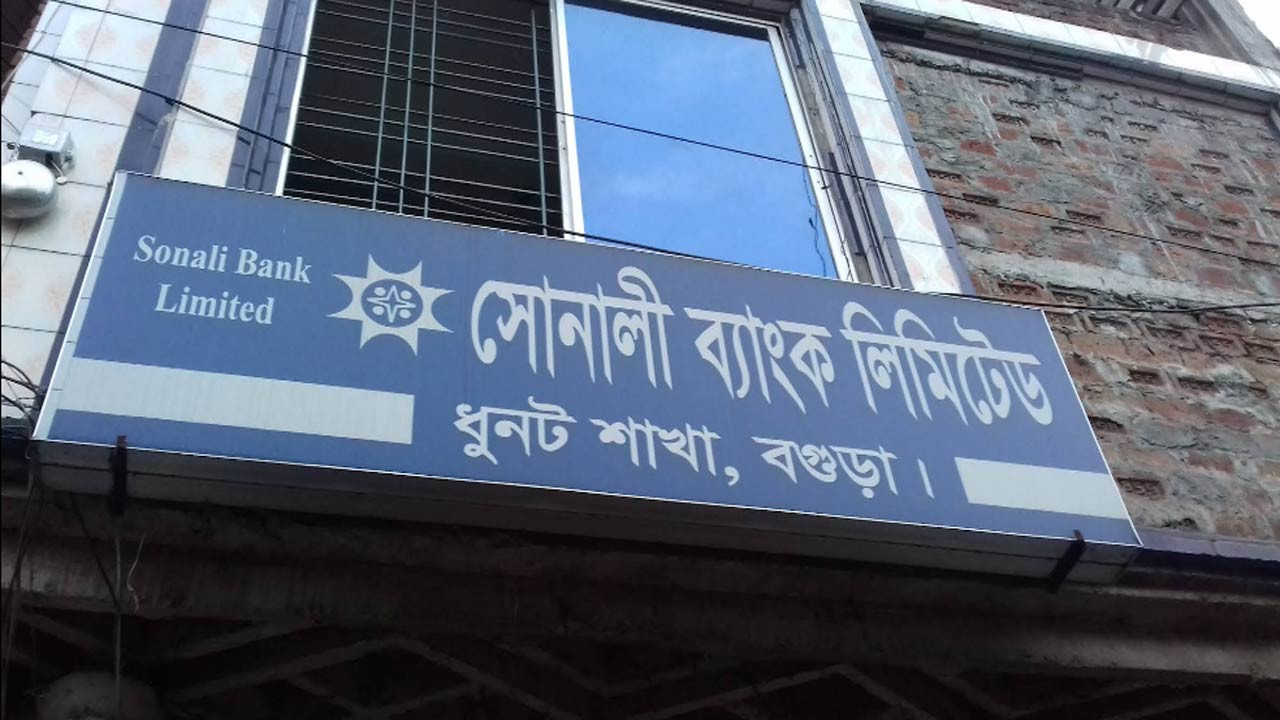 Sonali Bank
Limited
সোনালী ব্যাংক লিমিটেড
ধুনট শাখা, বগুড়া।